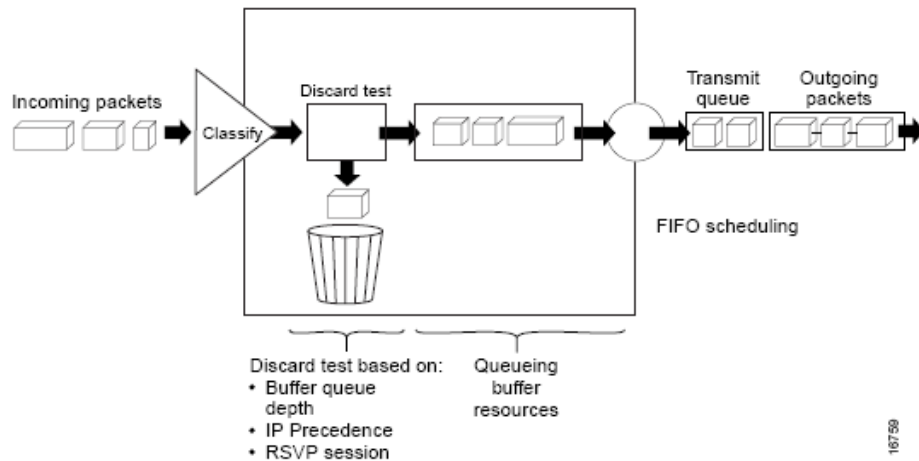 Incoming packets
Classify
Discard test
Transmit
queue
Outgoing
packets
FIFO scheduling
Discard test based on:
• Buffer queue
depth
• IP Precedence
• RSVP session
Queueing
buffer
resources
16759